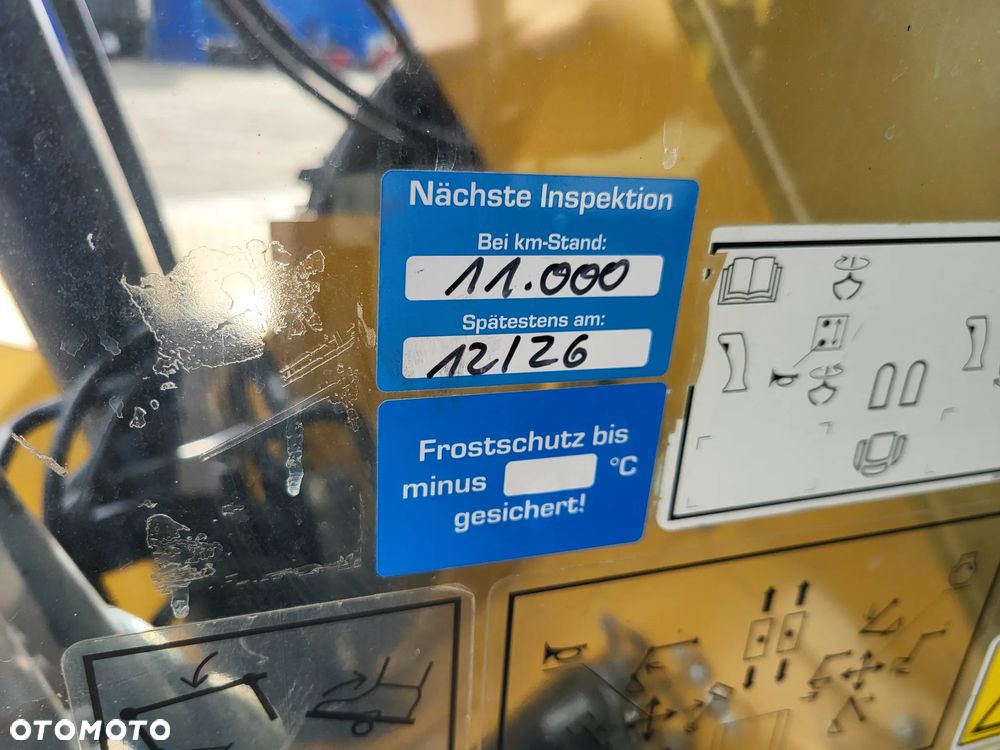 Nächste Inspektion
Bei km-Stand:
11.000
Spätestens am:
12/26
Frostschutz bis
minus °C
gesichert!
OTOMOTO